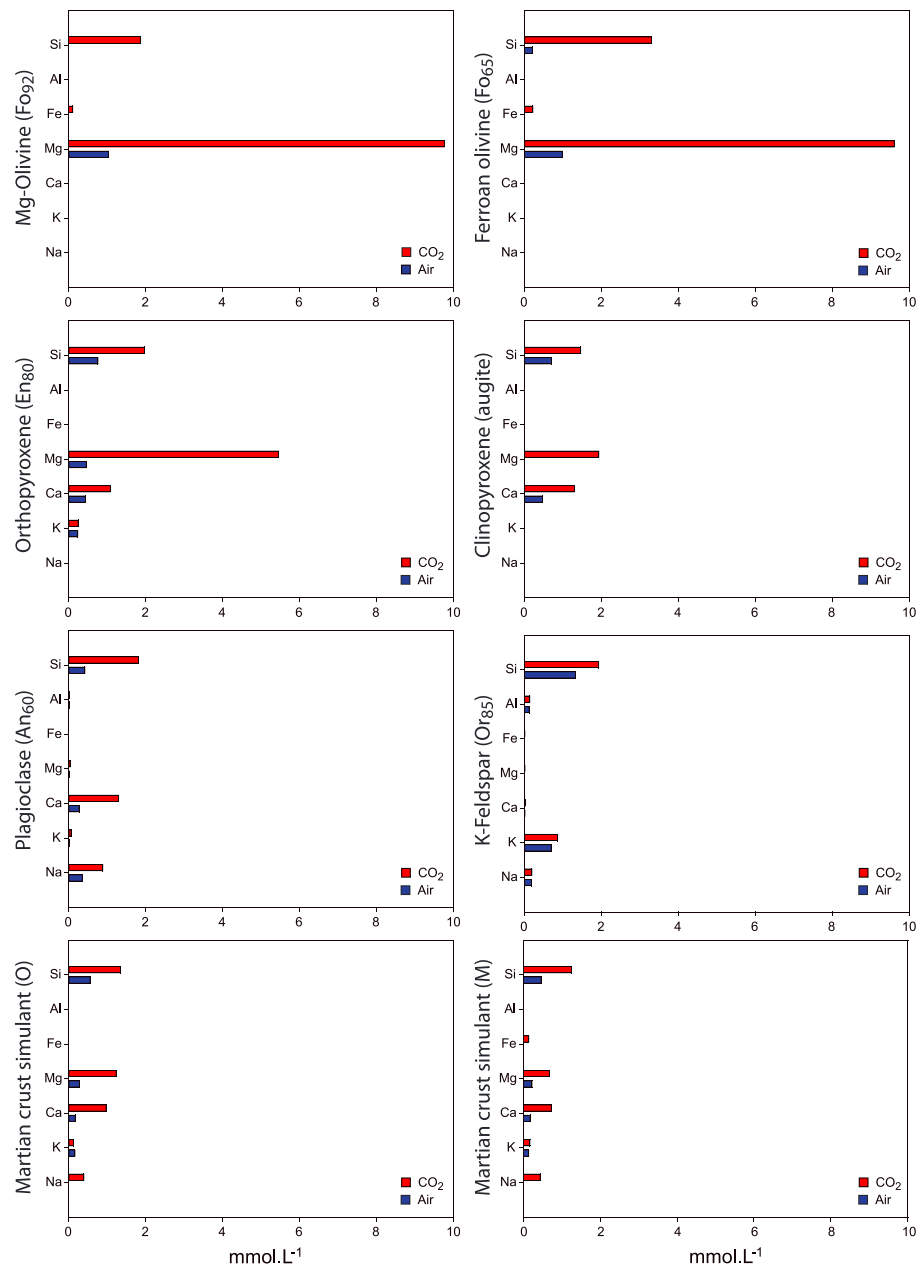 Mg-Olivine (Fo92)
Si
Al
Fe
Mg
Ca
K
Na
CO2
Air
0 2 4 6 8 10
Ferroan olivine (Fo65)
Si
Al
Fe
Mg
Ca
K
Na
CO2
Air
0 2 4 6 8 10
Orthopyroxene (En80)
Si
Al
Fe
Mg
Ca
K
Na
CO2
Air
0 2 4 6 8 10
Clinopyroxene (augite)
Si
Al
Fe
Mg
Ca
K
Na
CO2
Air
0 2 4 6 8 10
Plagioclase (An60)
Si
Al
Fe
Mg
Ca
K
Na
CO2
Air
0 2 4 6 8 10
K-Feldspar (Or85)
Si
Al
Fe
Mg
Ca
K
Na
CO2
Air
0 2 4 6 8 10
Martian crust simulant (O)
Si
Al
Fe
Mg
Ca
K
Na
CO2
Air
0 2 4 6 8 10
mmol.L-1
Martian crust simulant (M)
Si
Al
Fe
Mg
Ca
K
Na
CO2
Air
0 2 4 6 8 10
mmol.L-1